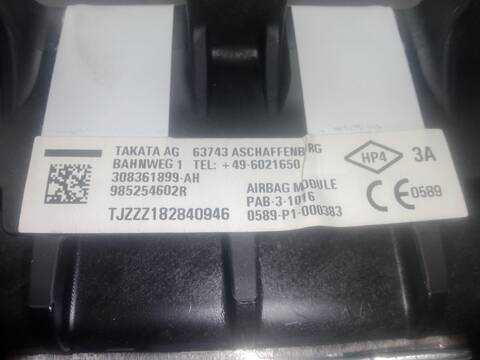 TAKATA AG 63743 ASCHAFFENBURG
BAHNWEG 1 TEL: +49-6021650
308361899-AH
985254602R
AIRBAG MODULE
PAB-3-1016
TJZZZ182840946
0589-P1-000383
HP4
3A
CE 0589